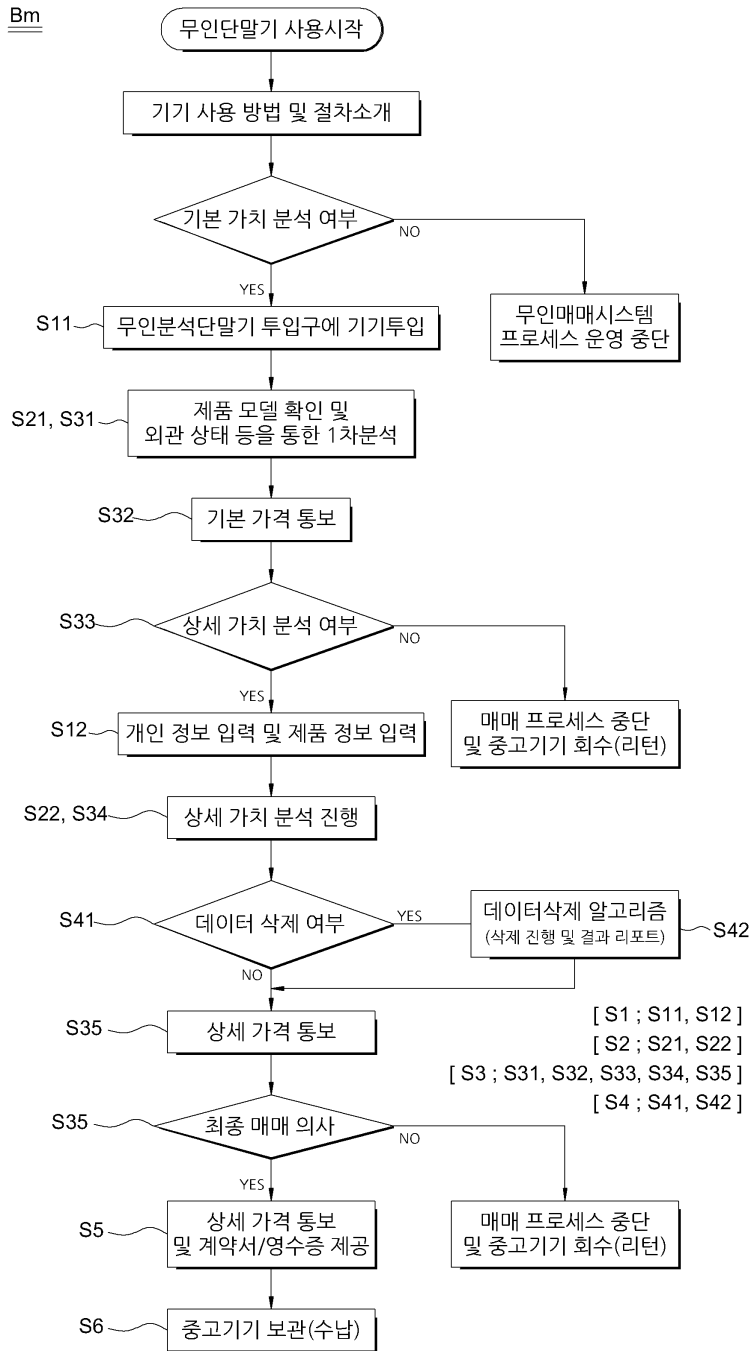 Bm
무인단말기 사용시작
기기 사용 방법 및 절차소개
기본 가치 분석 여부
NO
YES
S11
무인분석단말기 투입구에 기기투입
무인매매시스템
프로세스 운영 중단
S21, S31
제품 모델 확인 및
외관 상태 등을 통한 1차분석
S32
기본 가격 통보
S33
상세 가치 분석 여부
NO
YES
S12
개인 정보 입력 및 제품 정보 입력
매매 프로세스 중단
및 중고기기 회수(리턴)
S22, S34
상세 가치 분석 진행
S41
데이터 삭제 여부
YES
데이터삭제 알고리즘
(삭제 진행 및 결과 리포트)
S42
NO
S35
상세 가격 통보
[ S1 ; S11, S12 ]
[ S2 ; S21, S22 ]
[ S3 ; S31, S32, S33, S34, S35 ]
[ S4 ; S41, S42 ]
S35
최종 매매 의사
NO
YES
S5
상세 가격 통보
및 계약서/영수증 제공
매매 프로세스 중단
및 중고기기 회수(리턴)
S6
중고기기 보관(수납)